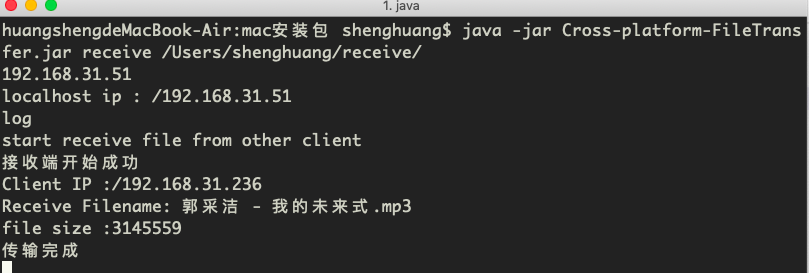 1. java
huangshengdeMacBook-Air:mac安装包 shenghuang$ java -jar Cross-platform-FileTrans
fer.jar receive /Users/shenghuang/receive/
192.168.31.51
localhost ip : /192.168.31.51
log
start receive file from other client
接收端开始成功
Client IP :/192.168.31.236
Receive Filename: 郭采洁 - 我的未来式.mp3
file size :3145559
传输完成